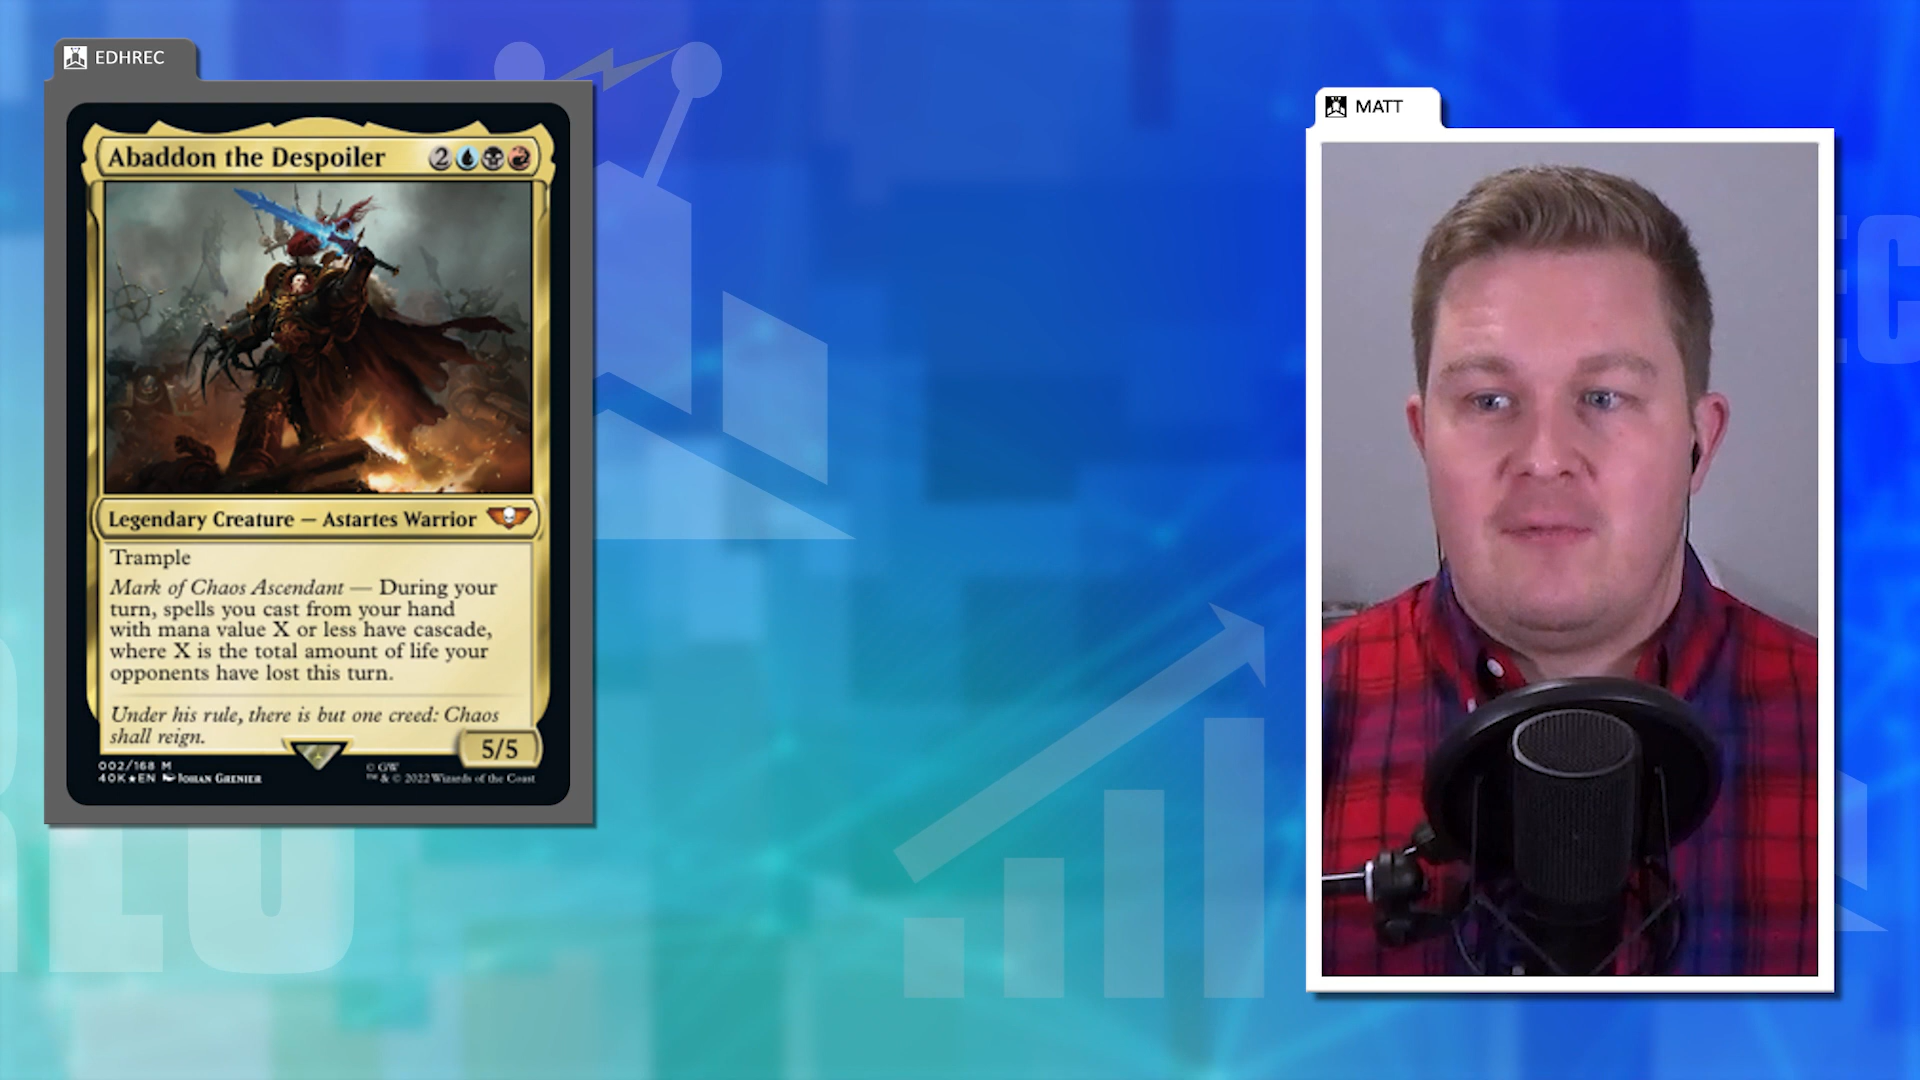 EDHREC
Abaddon the Despoiler 2
Legendary Creature — Astartes Warrior
Trample
Mark of Chaos Ascendant — During your
turn, spells you cast from your hand
with mana value X or less have cascade,
where X is the total amount of life your
opponents have lost this turn.
Under his rule, there is but one creed: Chaos
shall reign.
5/5
002/168 M
40K★EN Johan Grenier
© GW
™ & © 2022 Wizards of the Coast
MATT